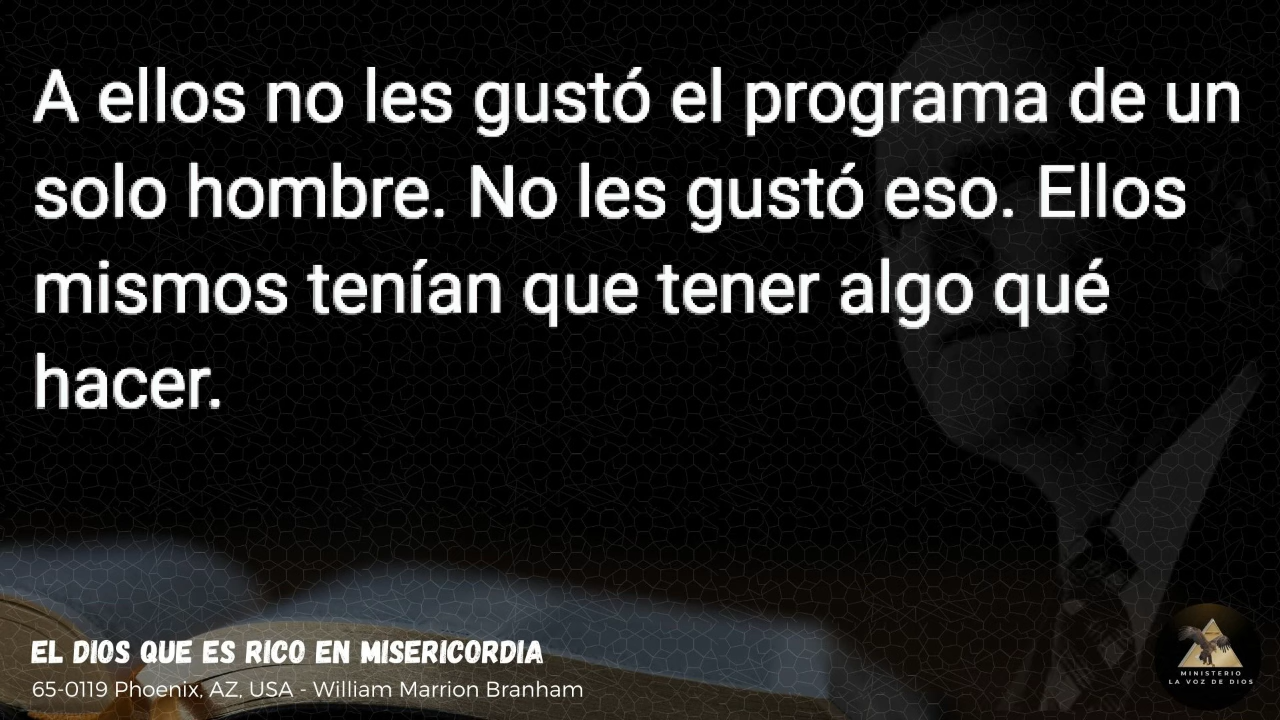 A ellos no les gustó el programa de un
solo hombre. No les gustó eso. Ellos
mismos tenían que tener algo qué
hacer.
EL DIOS QUE ES RICO EN MISERICORDIA
65-0119 Phoenix, AZ, USA - William Marrion Branham
MINISTERIO
LA VOZ DE DIOS